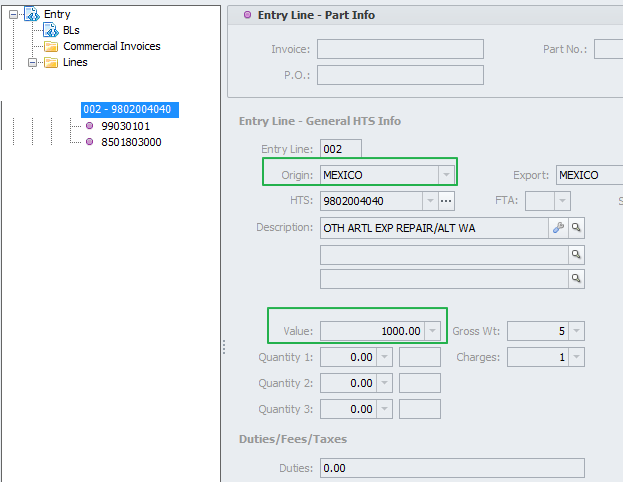 Entry
BLs
Commercial Invoices
Lines
002 - 9802004040
99030101
8501803000
Entry Line - Part Info
Invoice: Part No.:
P.O.:
Entry Line - General HTS Info
Entry Line: 002
Origin: MEXICO Export: MEXICO
HTS: 9802004040 ... FTA: S
Description: OTH ARTL EXP REPAIR/ALT WA
Value: 1000.00 Gross Wt: 5
Quantity 1: 0.00 Charges: 1
Quantity 2: 0.00
Quantity 3: 0.00
Duties/Fees/Taxes
Duties: 0.00